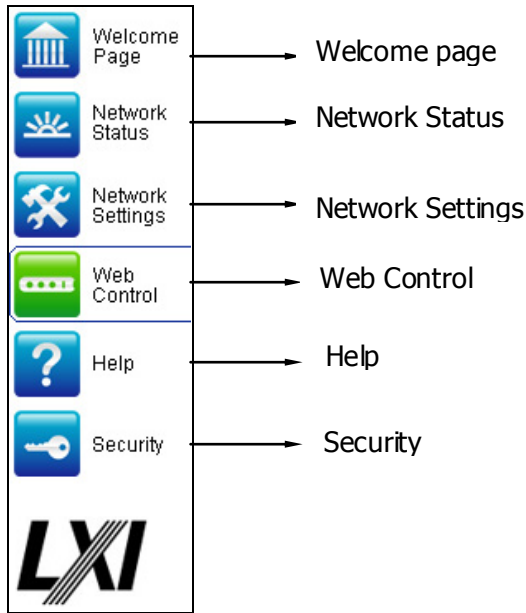 Welcome
Page
Welcome page
Network
Status
Network Status
Network
Settings
Network Settings
Web
Control
Web Control
?
Help
Help
Security
Security
LXI